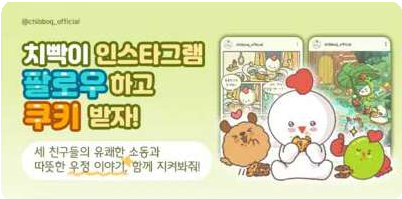 @chibboq_official
치빡이 인스타그램
팔로우하고
쿠키 받자!
세 친구들의 유쾌한 소동과
따뜻한 우정 이야기, 함께 지켜봐줘!